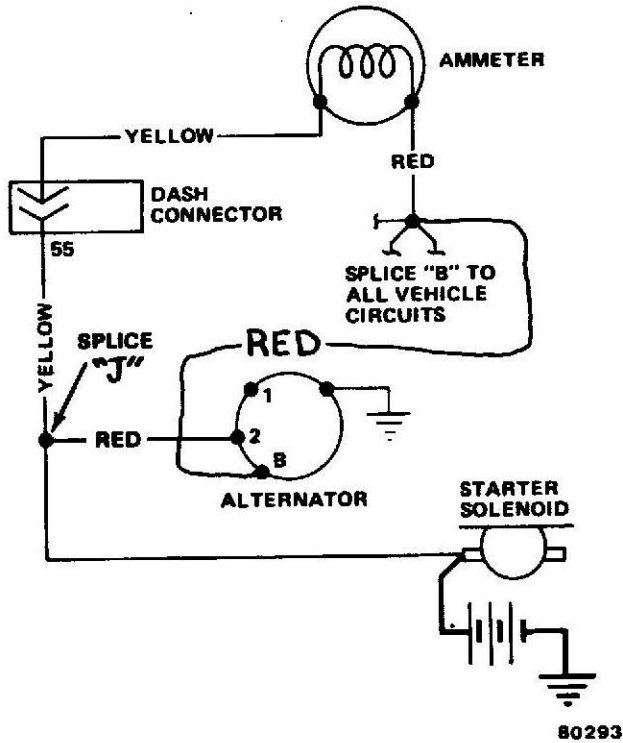 AMMETER
YELLOW
RED
DASH
CONNECTOR
55
SPLICE "B" TO
ALL VEHICLE
CIRCUITS
YELLOW
SPLICE
"J"
RED
1
2
RED
B
ALTERNATOR
STARTER
SOLENOID
80293